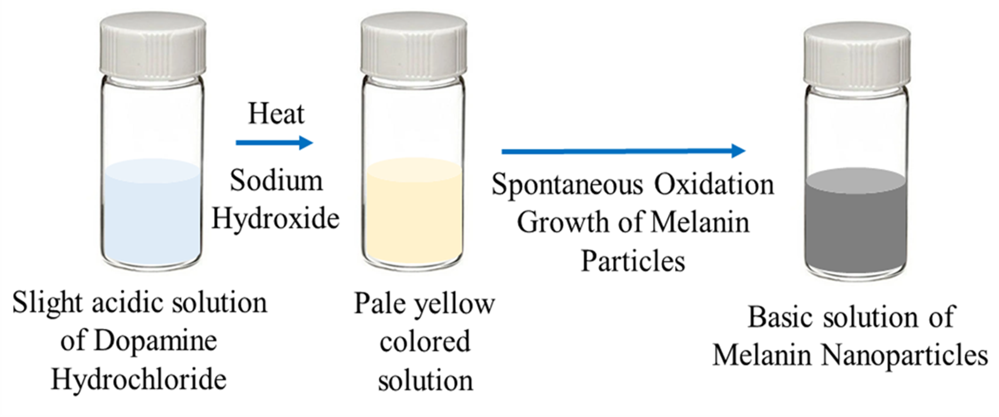 Heat
Sodium
Hydroxide
Slight acidic solution
of Dopamine
Hydrochloride
Pale yellow
colored
solution
Spontaneous Oxidation
Growth of Melanin
Particles
Basic solution of
Melanin Nanoparticles